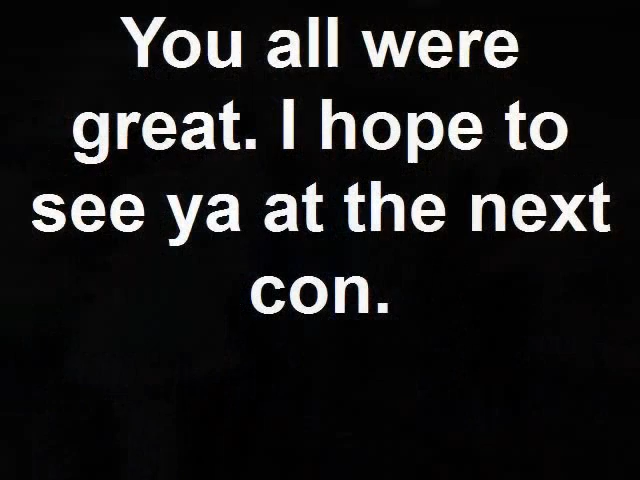 You all were
great. I hope to
see ya at the next
con.